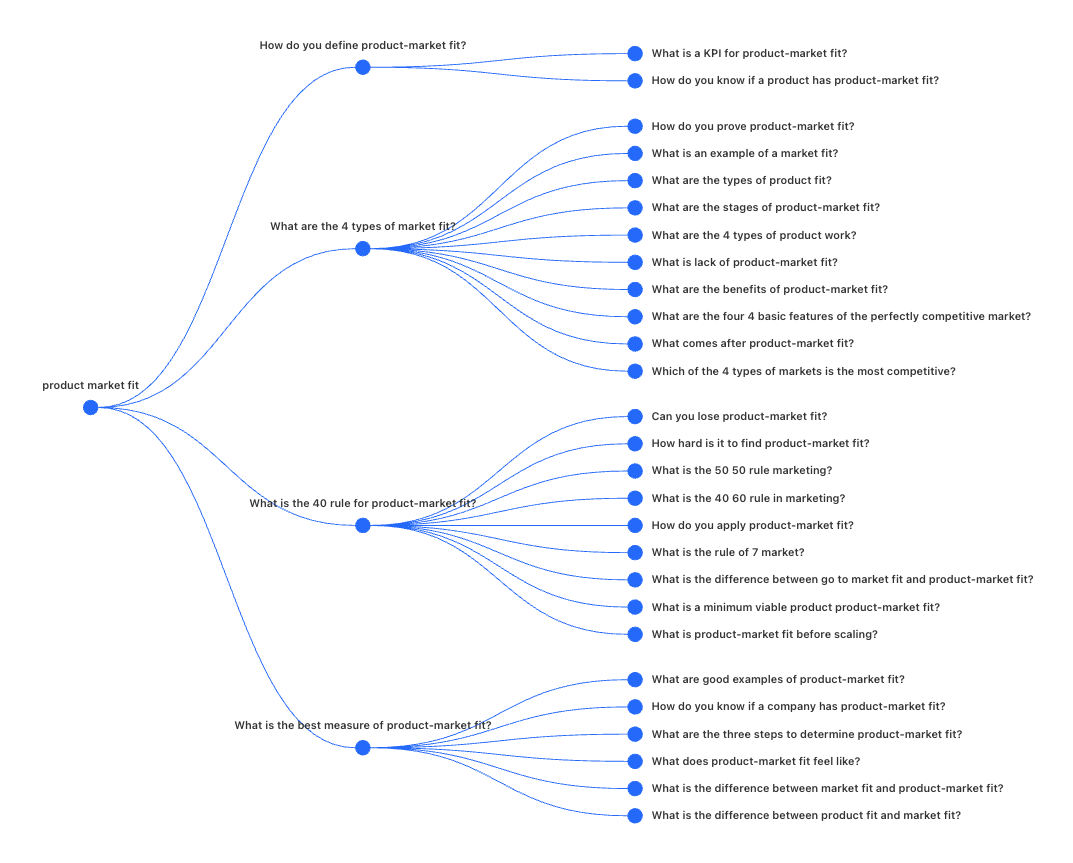 product market fit
How do you define product-market fit?
What is a KPI for product-market fit?
How do you know if a product has product-market fit?
What are the 4 types of market fit?
How do you prove product-market fit?
What is an example of a market fit?
What are the types of product fit?
What are the stages of product-market fit?
What are the 4 types of product work?
What is lack of product-market fit?
What are the benefits of product-market fit?
What are the four 4 basic features of the perfectly competitive market?
What comes after product-market fit?
Which of the 4 types of markets is the most competitive?
What is the 40 rule for product-market fit?
Can you lose product-market fit?
How hard is it to find product-market fit?
What is the 50 50 rule marketing?
What is the 40 60 rule in marketing?
How do you apply product-market fit?
What is the rule of 7 market?
What is the difference between go to market fit and product-market fit?
What is a minimum viable product product-market fit?
What is product-market fit before scaling?
What is the best measure of product-market fit?
What are good examples of product-market fit?
How do you know if a company has product-market fit?
What are the three steps to determine product-market fit?
What does product-market fit feel like?
What is the difference between market fit and product-market fit?
What is the difference between product fit and market fit?